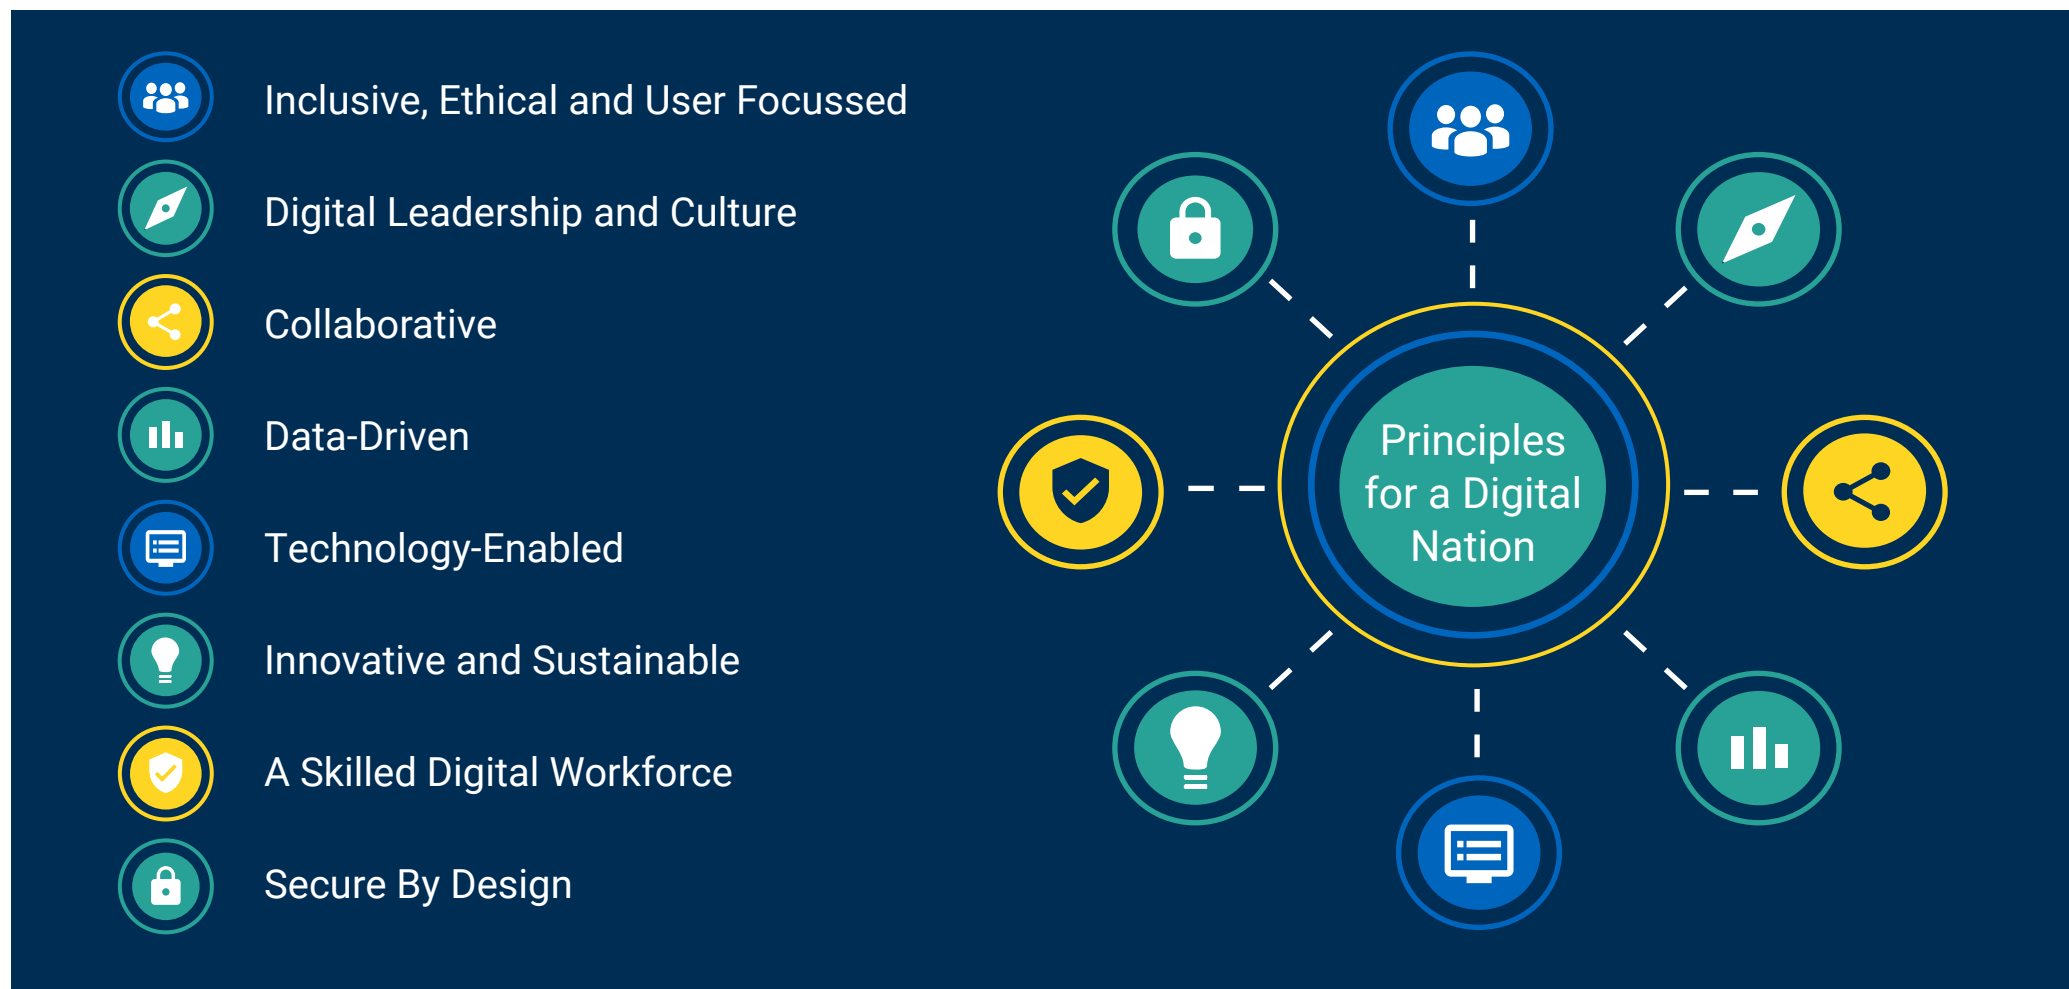 Inclusive, Ethical and User Focussed
Digital Leadership and Culture
Collaborative
Data-Driven
Technology-Enabled
Innovative and Sustainable
A Skilled Digital Workforce
Secure By Design
Principles
for a Digital
Nation